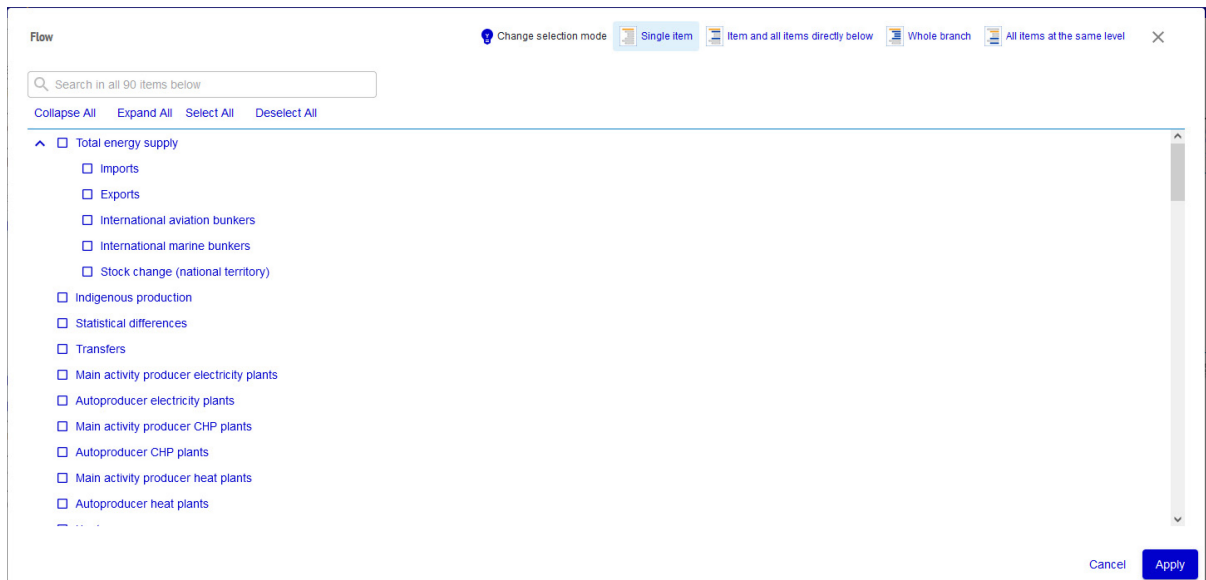 Flow
Change selection mode Single item Item and all items directly below Whole branch All items at the same level
Search in all 90 items below
Collapse All Expand All Select All Deselect All
Total energy supply
Imports
Exports
International aviation bunkers
International marine bunkers
Stock change (national territory)
Indigenous production
Statistical differences
Transfers
Main activity producer electricity plants
Autoproducer electricity plants
Main activity producer CHP plants
Autoproducer CHP plants
Main activity producer heat plants
Autoproducer heat plants
Cancel Apply